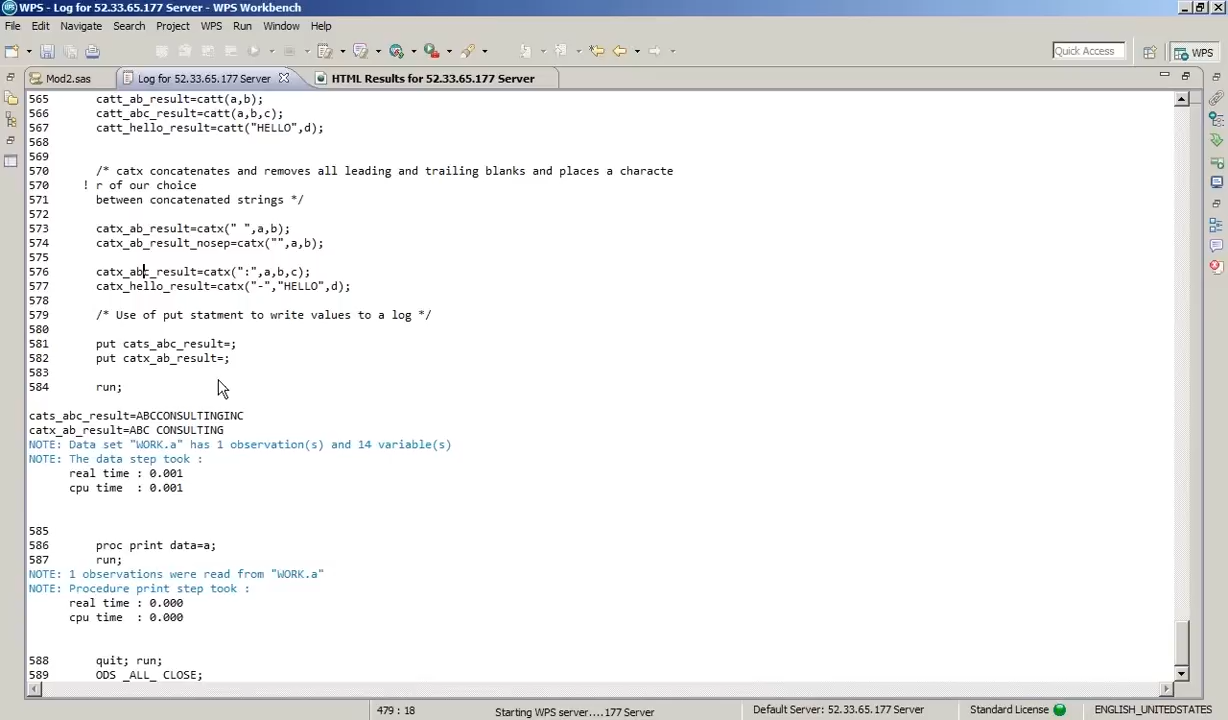 WPS - Log for 52.33.65.177 Server - WPS Workbench
File Edit Navigate Search Project WPS Run Window Help
Quick Access
WPS
Mod2.sas
Log for 52.33.65.177 Server
HTML Results for 52.33.65.177 Server
565 catt_ab_result=catt(a,b);
566 catt_abc_result=catt(a,b,c);
567 catt_hello_result=catt("HELLO",d);
568
569
570 /* catx concatenates and removes all leading and trailing blanks and places a characte
570 ! r of our choice
571 between concatenated strings */
572
573 catx_ab_result=catx(" ",a,b);
574 catx_ab_result_nosep=catx("",a,b);
575
576 catx_abc_result=catx(":",a,b,c);
577 catx_hello_result=catx("-","HELLO",d);
578
579 /* Use of put statment to write values to a log */
580
581 put cats_abc_result=;
582 put catx_ab_result=;
583
584 run;
cats_abc_result=ABCCONSULTINGINC
catx_ab_result=ABC CONSULTING
NOTE: Data set "WORK.a" has 1 observation(s) and 14 variable(s)
NOTE: The data step took :
real time : 0.001
cpu time : 0.001
585
586 proc print data=a;
587 run;
NOTE: 1 observations were read from "WORK.a"
NOTE: Procedure print step took :
real time : 0.000
cpu time : 0.000
588 quit; run;
589 ODS _ALL_ CLOSE;
479 : 18
Starting WPS server....177 Server
Default Server: 52.33.65.177 Server
Standard License
ENGLISH_UNITEDSTATES